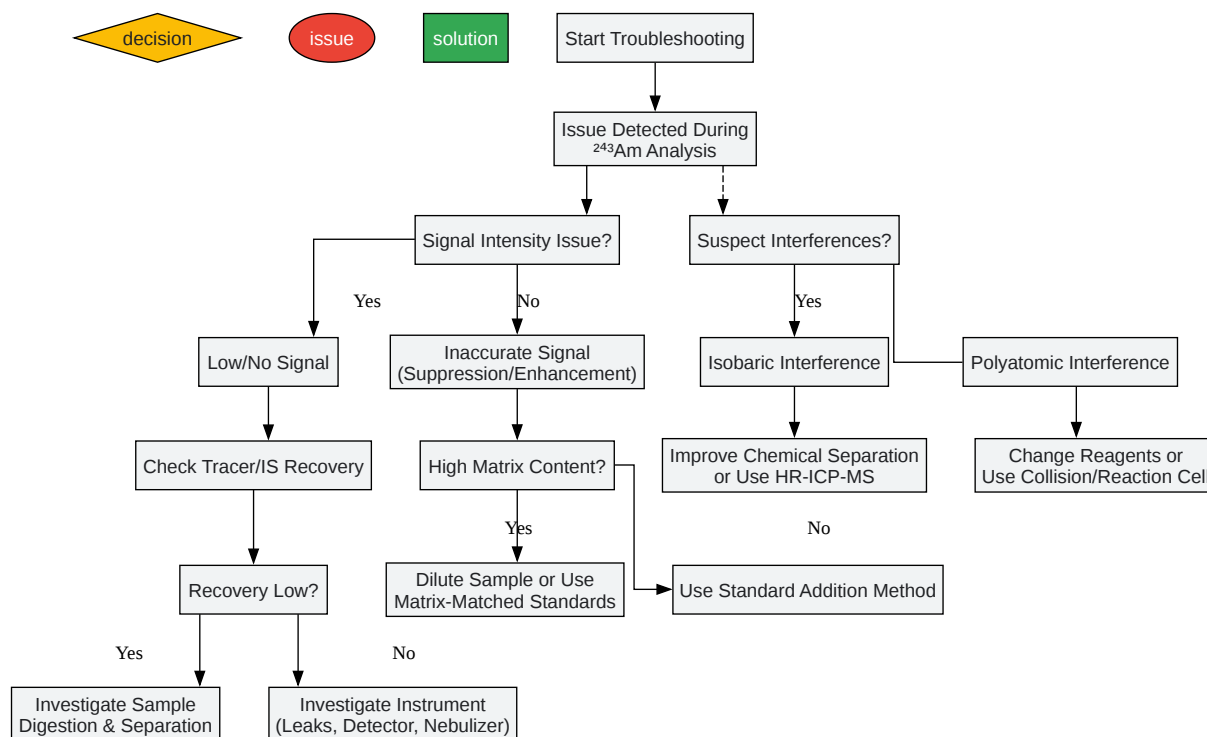 decision
issue
solution
Start Troubleshooting
Issue Detected During
²⁴³Am Analysis
Signal Intensity Issue?
Suspect Interferences?
Yes
No
Yes
Low/No Signal
Inaccurate Signal
(Suppression/Enhancement)
Isobaric Interference
Polyatomic Interference
Check Tracer/IS Recovery
High Matrix Content?
Improve Chemical Separation
or Use HR-ICP-MS
Change Reagents or
Use Collision/Reaction Cell
Yes
No
Recovery Low?
Dilute Sample or Use
Matrix-Matched Standards
Use Standard Addition Method
Yes
No
Investigate Sample
Digestion & Separation
Investigate Instrument
(Leaks, Detector, Nebulizer)